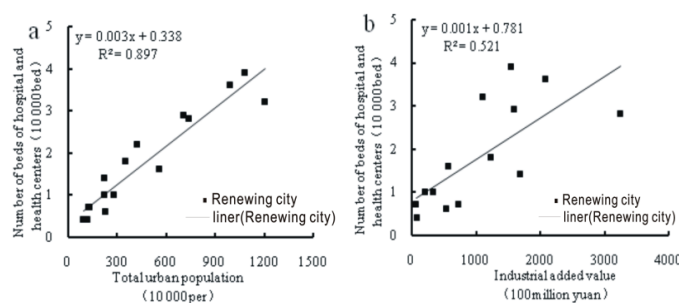 a
y = 0.003x + 0.338
R² = 0.897
Number of beds of hospital and
health centers (10 000bed)
5
4
3
2
1
0
0 300 600 900 1200 1500
Total urban population
(10 000per)
Renewing city
liner(Renewing city)
b
y = 0.001x + 0.781
R² = 0.521
Number of beds of hospital and
health centers (10 000bed)
5
4
3
2
1
0
0 1000 2000 3000 4000
Industrial added value
(100million yuan)
Renewing city
liner(Renewing city)